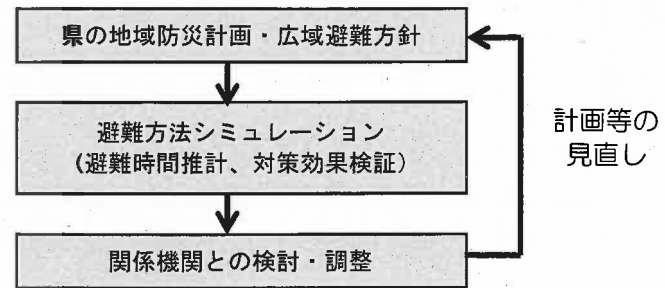 県の地域防災計画・広域避難方針
避難方法シミュレーション
(避難時間推計、対策効果検証)
計画等の
見直し
関係機関との検討・調整